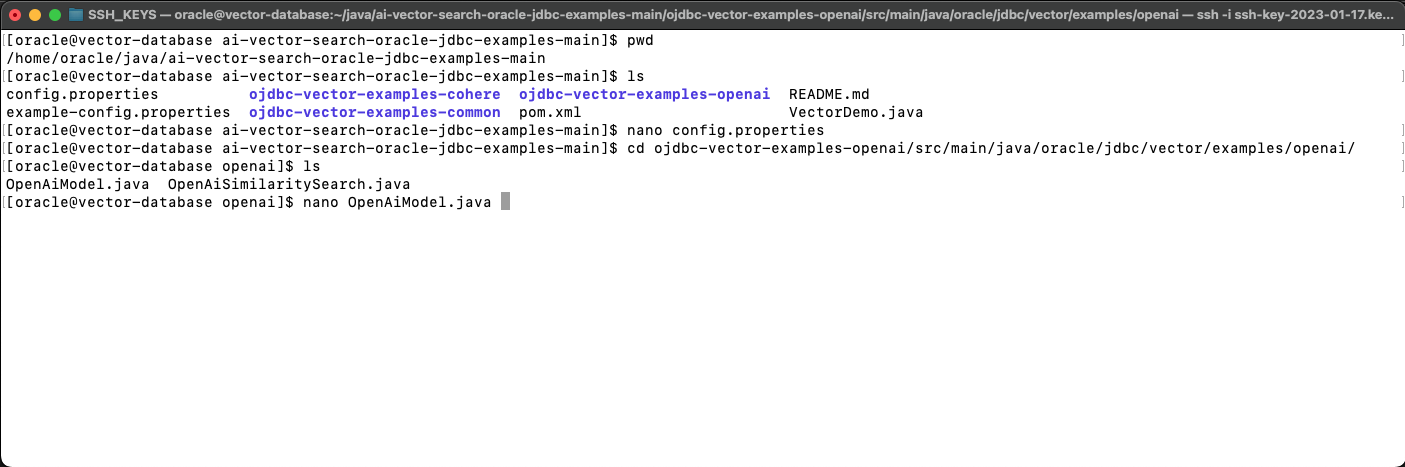 SSH_KEYS — oracle@vector-database:~/java/ai-vector-search-oracle-jdbc-examples-main/ojdbc-vector-examples-openai/src/main/java/oracle/jdbc/vector/examples/openai — ssh -i ssh-key-2023-01-17.ke...
[[oracle@vector-database ai-vector-search-oracle-jdbc-examples-main]$ pwd ]
/home/oracle/java/ai-vector-search-oracle-jdbc-examples-main
[[oracle@vector-database ai-vector-search-oracle-jdbc-examples-main]$ ls ]
config.properties          ojdbc-vector-examples-cohere  ojdbc-vector-examples-openai  README.md
example-config.properties  ojdbc-vector-examples-common  pom.xml                       VectorDemo.java
[[oracle@vector-database ai-vector-search-oracle-jdbc-examples-main]$ nano config.properties ]
[[oracle@vector-database ai-vector-search-oracle-jdbc-examples-main]$ cd ojdbc-vector-examples-openai/src/main/java/oracle/jdbc/vector/examples/openai/ ]
[[oracle@vector-database openai]$ ls ]
OpenAiModel.java  OpenAiSimilaritySearch.java
[[oracle@vector-database openai]$ nano OpenAiModel.java ]